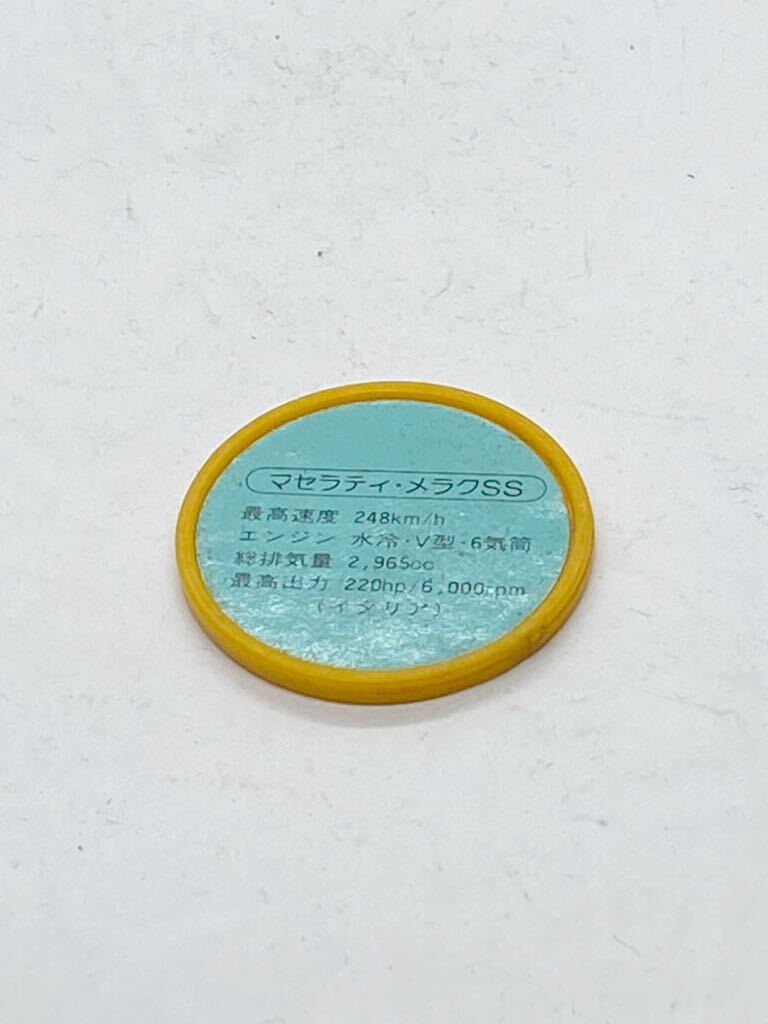 マセラティ・メラクSS
最高速度 248km/h
エンジン 水冷・V型・6気筒
総排気量 2,965cc
最高出力 220hp/6,000rpm
(イタリア)